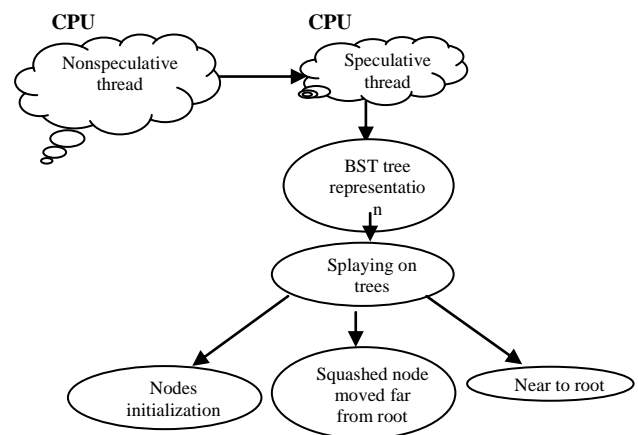 CPU
CPU
Nonspeculative
thread
Speculative
thread
BST tree
representatio
n
Splaying on
trees
Nodes
initialization
Squashed node
moved far
from root
Near to root